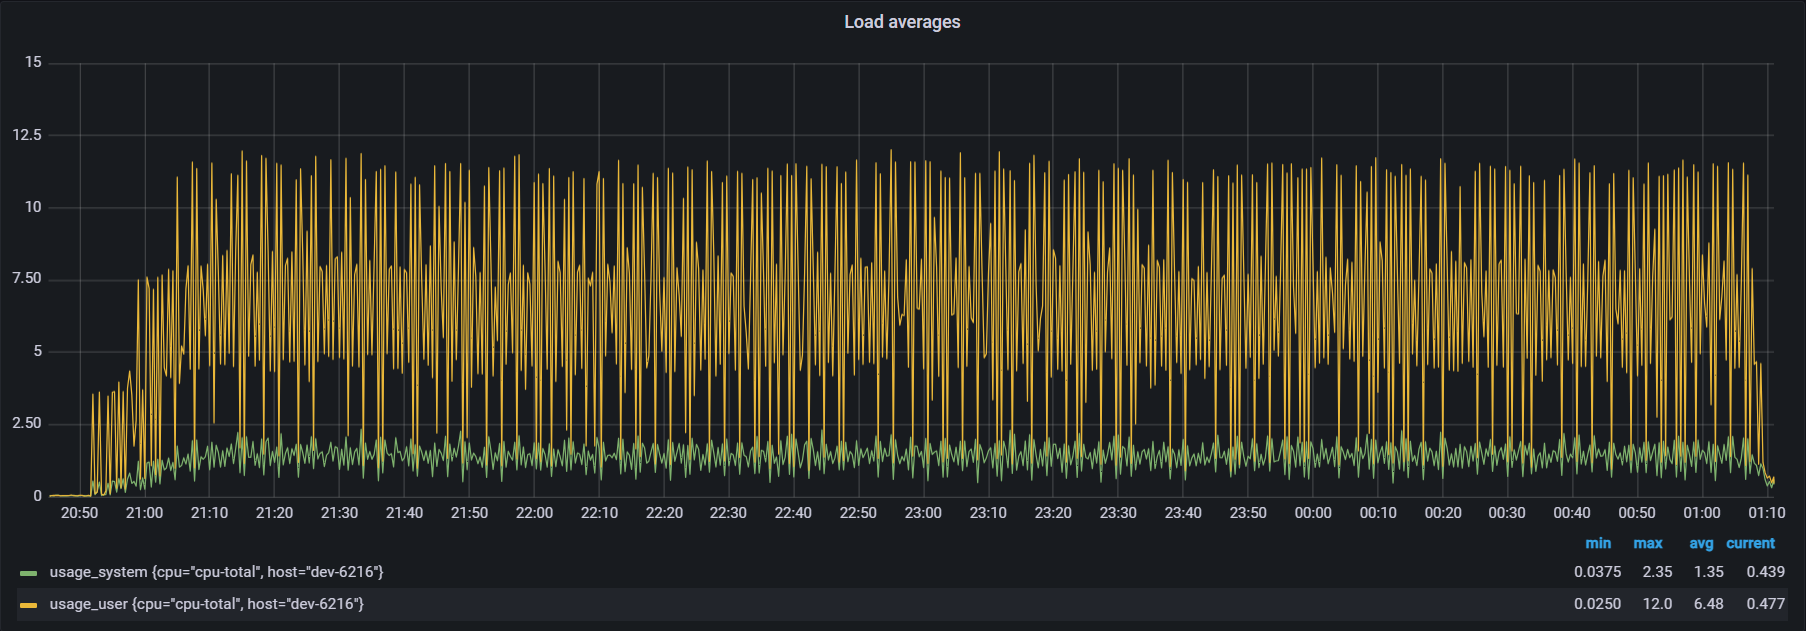 Load averages
15
12.5
10
7.50
5
2.50
0
20:50 21:00 21:10 21:20 21:30 21:40 21:50 22:00 22:10 22:20 22:30 22:40 22:50 23:00 23:10 23:20 23:30 23:40 23:50 00:00 00:10 00:20 00:30 00:40 00:50 01:00 01:10
min max avg current
usage_system {cpu="cpu-total", host="dev-6216"} 0.0375 2.35 1.35 0.439
usage_user {cpu="cpu-total", host="dev-6216"} 0.0250 12.0 6.48 0.477